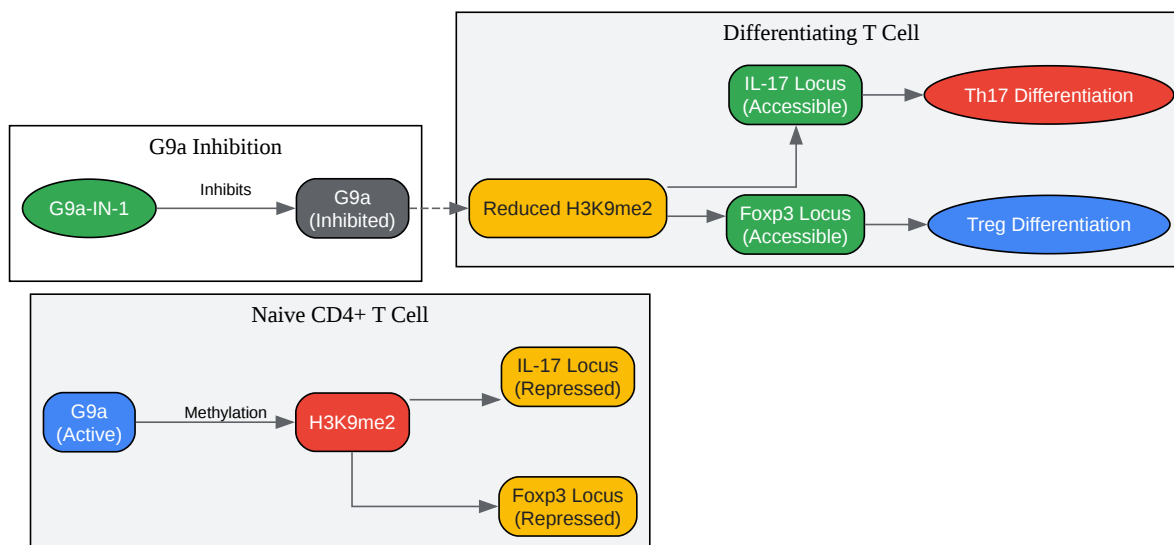 Differentiating T Cell
IL-17 Locus
(Accessible)
Th17 Differentiation
G9a Inhibition
G9a-IN-1
Inhibits
G9a
(Inhibited)
Reduced H3K9me2
Foxp3 Locus
(Accessible)
Treg Differentiation
Naive CD4+ T Cell
G9a
(Active)
Methylation
H3K9me2
IL-17 Locus
(Repressed)
Foxp3 Locus
(Repressed)